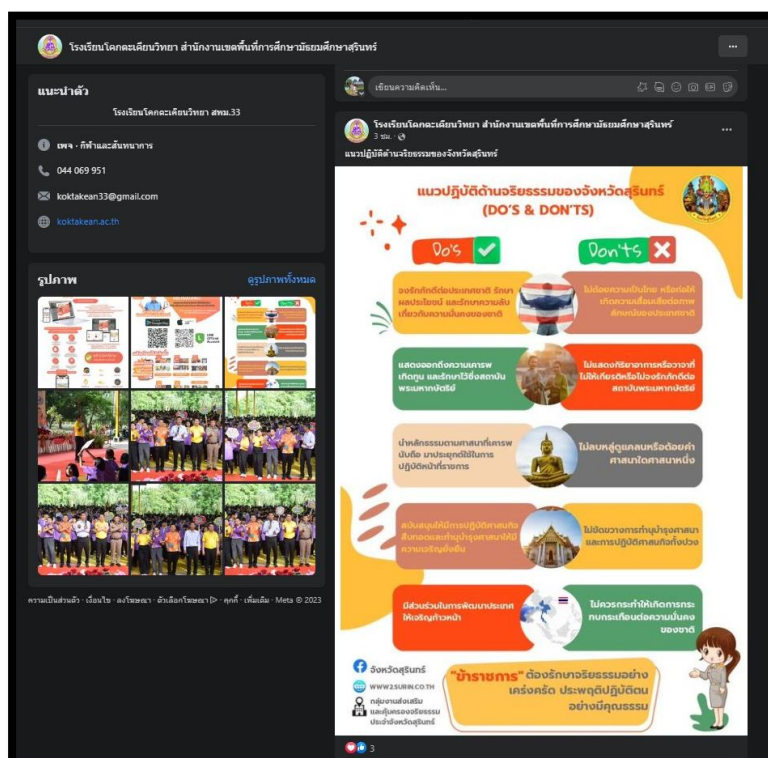 โรงเรียนโคกตะเคียนวิทยา สำนักงานเขตพื้นที่การศึกษามัธยมศึกษาสุรินทร์
แนะนำตัว
โรงเรียนโคกตะเคียนวิทยา สพม.33
เพจ · กีฬาและสันทนาการ
044 069 951
koktakean33@gmail.com
koktakean.ac.th
รูปภาพ
ดูรูปภาพทั้งหมด
ความเป็นส่วนตัว · เงื่อนไข · ลงโฆษณา · ตัวเลือกโฆษณา · คุกกี้ · เพิ่มเติม · Meta © 2023
เขียนความคิดเห็น...
โรงเรียนโคกตะเคียนวิทยา สำนักงานเขตพื้นที่การศึกษามัธยมศึกษาสุรินทร์
3 ชม. ·
แนวปฏิบัติด้านจริยธรรมของจังหวัดสุรินทร์
แนวปฏิบัติด้านจริยธรรมของจังหวัดสุรินทร์
(DO'S & DON'TS)
Do's
Don'ts
จงรักภักดีต่อประเทศชาติ รักษา
ผลประโยชน์ และรักษาความลับ
เกี่ยวกับความมั่นคงของชาติ
ไม่ด้อยความเป็นไทย หรือก่อให้
เกิดความเสื่อมเสียต่อภาพ
ลักษณ์ของประเทศชาติ
แสดงออกถึงความเคารพ
เทิดทูน และรักษาไว้ซึ่งสถาบัน
พระมหากษัตริย์
ไม่แสดงกิริยาอาการหรือวาจาที่
ไม่ให้เกียรติหรือไม่จงรักภักดีต่อ
สถาบันพระมหากษัตริย์
นำหลักธรรมตามศาสนาที่เคารพ
นับถือ มาประยุกต์ใช้ในการ
ปฏิบัติหน้าที่ราชการ
ไม่ลบหลู่ดูแคลนหรือด้อยค่า
ศาสนาใดศาสนาหนึ่ง
สนับสนุนให้มีการปฏิบัติศาสนกิจ
สืบทอดและทำนุบำรุงศาสนาให้มี
ความเจริญยั่งยืน
ไม่ขัดขวางการทำนุบำรุงศาสนา
และการปฏิบัติศาสนกิจทั้งปวง
มีส่วนร่วมในการพัฒนาประเทศ
ให้เจริญก้าวหน้า
ไม่ควรกระทำให้เกิดการกระ
ทบกระเทือนต่อความมั่นคง
ของชาติ
จังหวัดสุรินทร์
WWW2.SURIN.CO.TH
กลุ่มงานส่งเสริม
และคุ้มครองจริยธรรม
ประจำจังหวัดสุรินทร์
"ข้าราชการ" ต้องรักษาจริยธรรมอย่าง
เคร่งครัด ประพฤติปฏิบัติตน
อย่างมีคุณธรรม
3